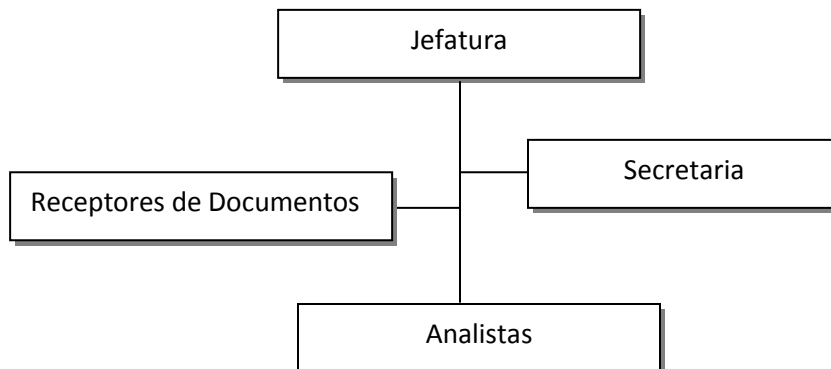 Jefatura
Secretaria
Receptores de Documentos
Analistas